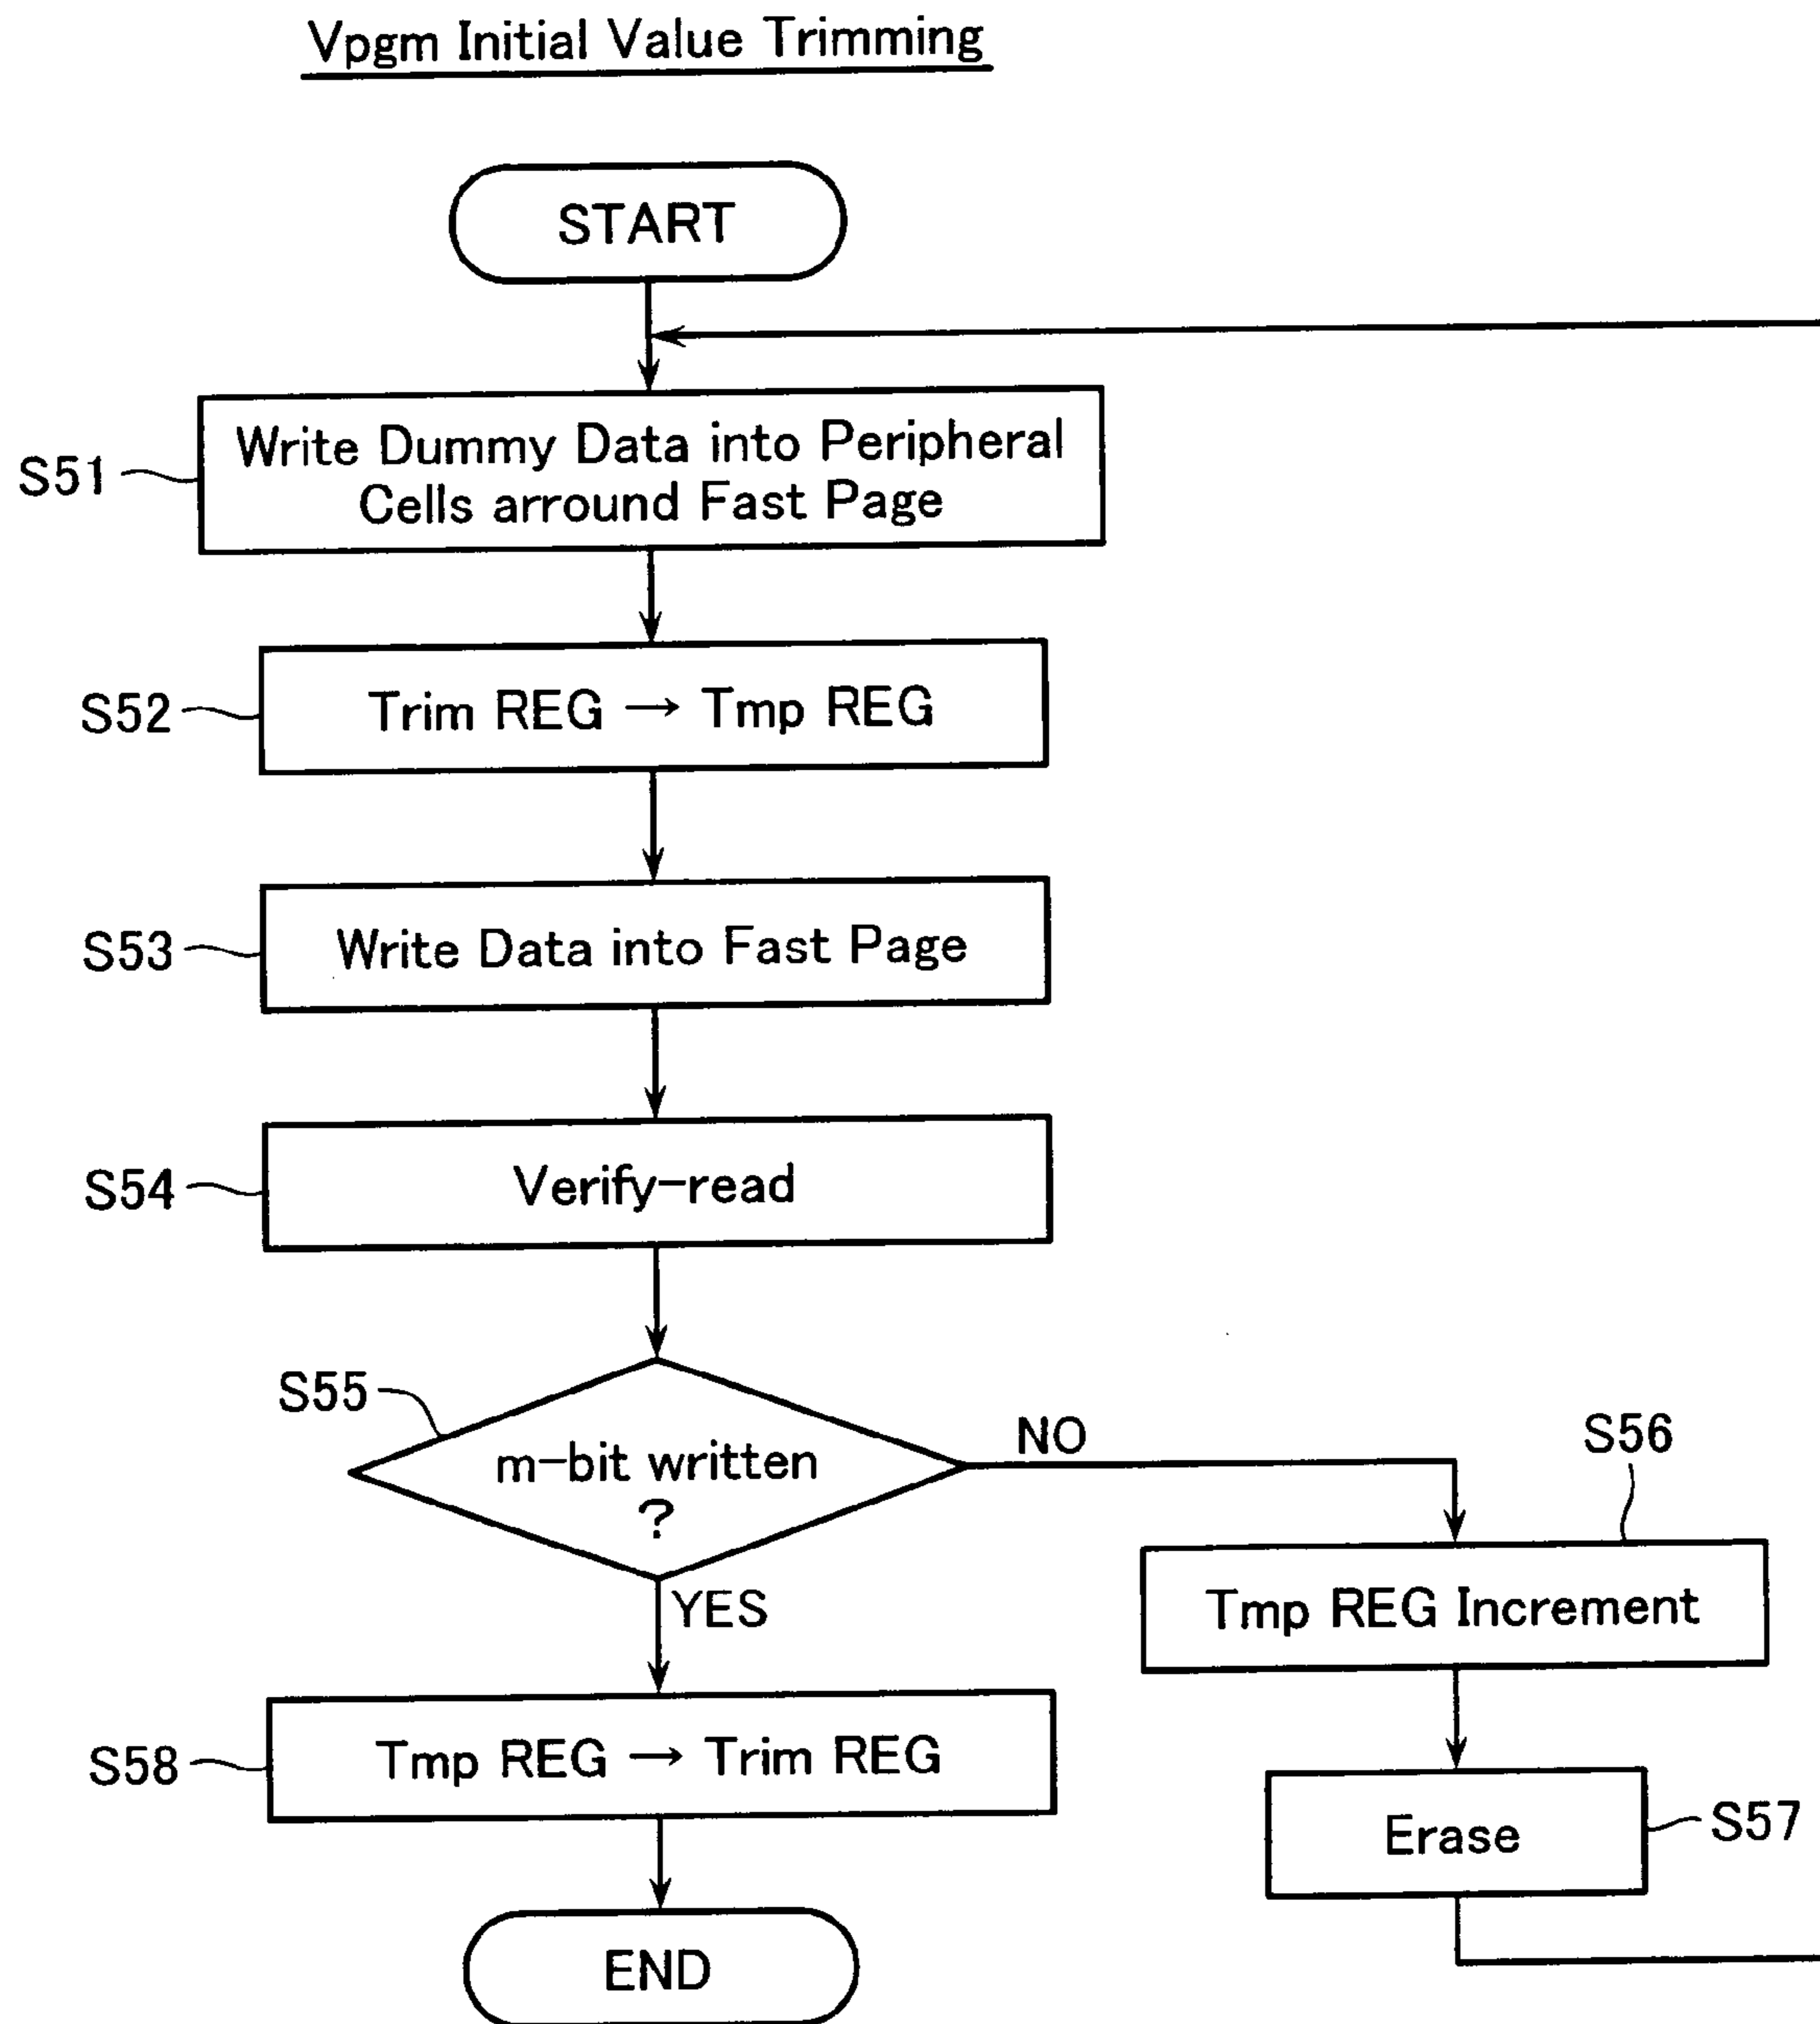 Vpgm Initial Value Trimming
START
S51
Write Dummy Data into Peripheral
Cells arround Fast Page
S52
Trim REG → Tmp REG
S53
Write Data into Fast Page
S54
Verify-read
S55
m-bit written
?
NO
YES
S56
Tmp REG Increment
S57
Erase
S58
Tmp REG → Trim REG
END